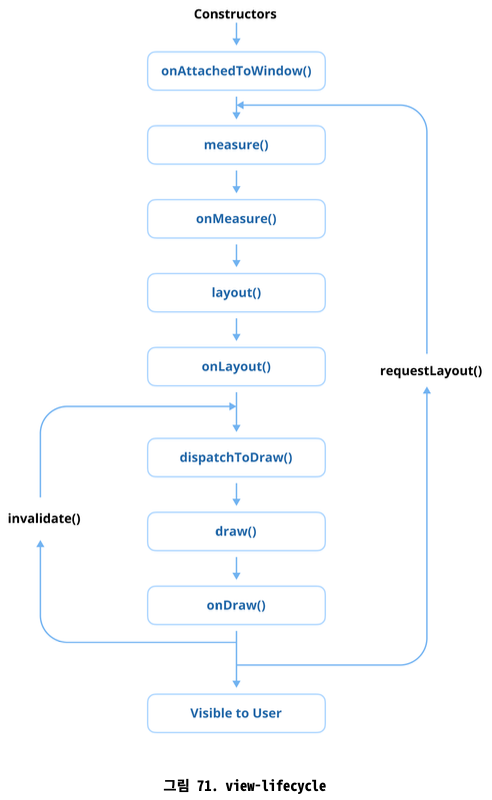 Constructors
onAttachedToWindow()
measure()
onMeasure()
layout()
onLayout()
requestLayout()
dispatchToDraw()
invalidate()
draw()
onDraw()
Visible to User
그림 71. view-lifecycle